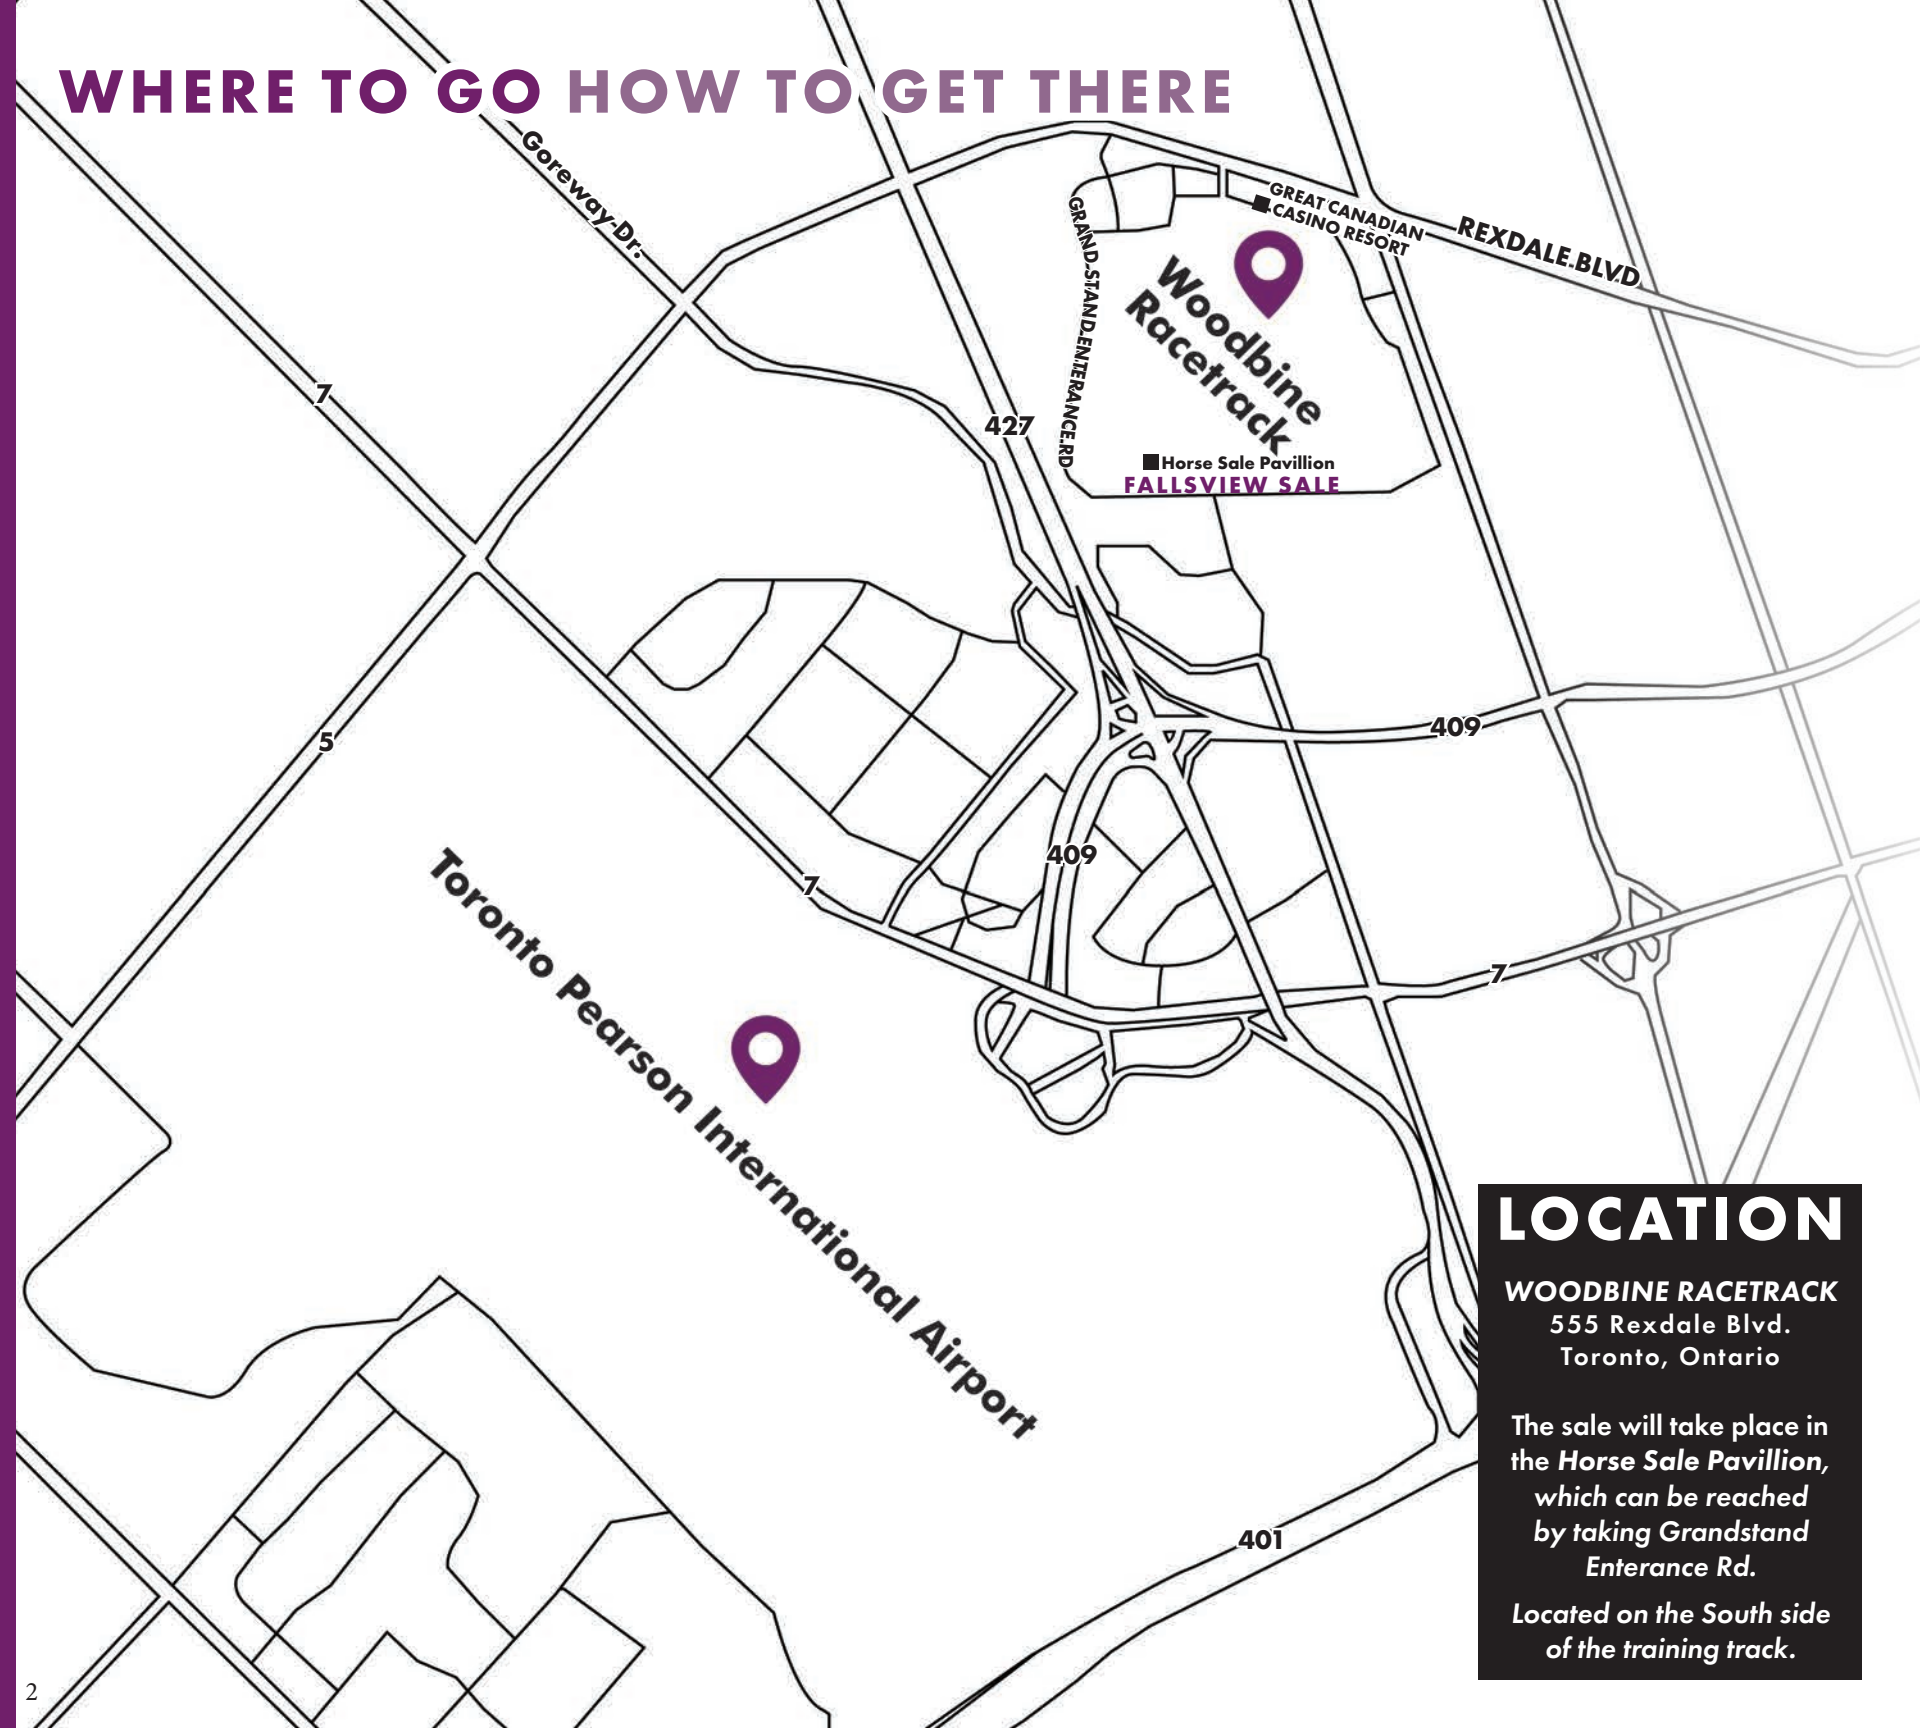 WHERE TO GO HOW TO GET THERE
Goreway Dr.
GREAT CANADIAN
CASINO RESORT
REXDALE BLVD
GRAND STAND ENTERANCE RD
Woodbine
Racetrack
7
427
Horse Sale Pavillion
FALLSVIEW SALE
5
409
409
7
7
Toronto Pearson International Airport
401
LOCATION
WOODBINE RACETRACK
555 Rexdale Blvd.
Toronto, Ontario
The sale will take place in
the Horse Sale Pavillion,
which can be reached
by taking Grandstand
Enterance Rd.
Located on the South side
of the training track.
2